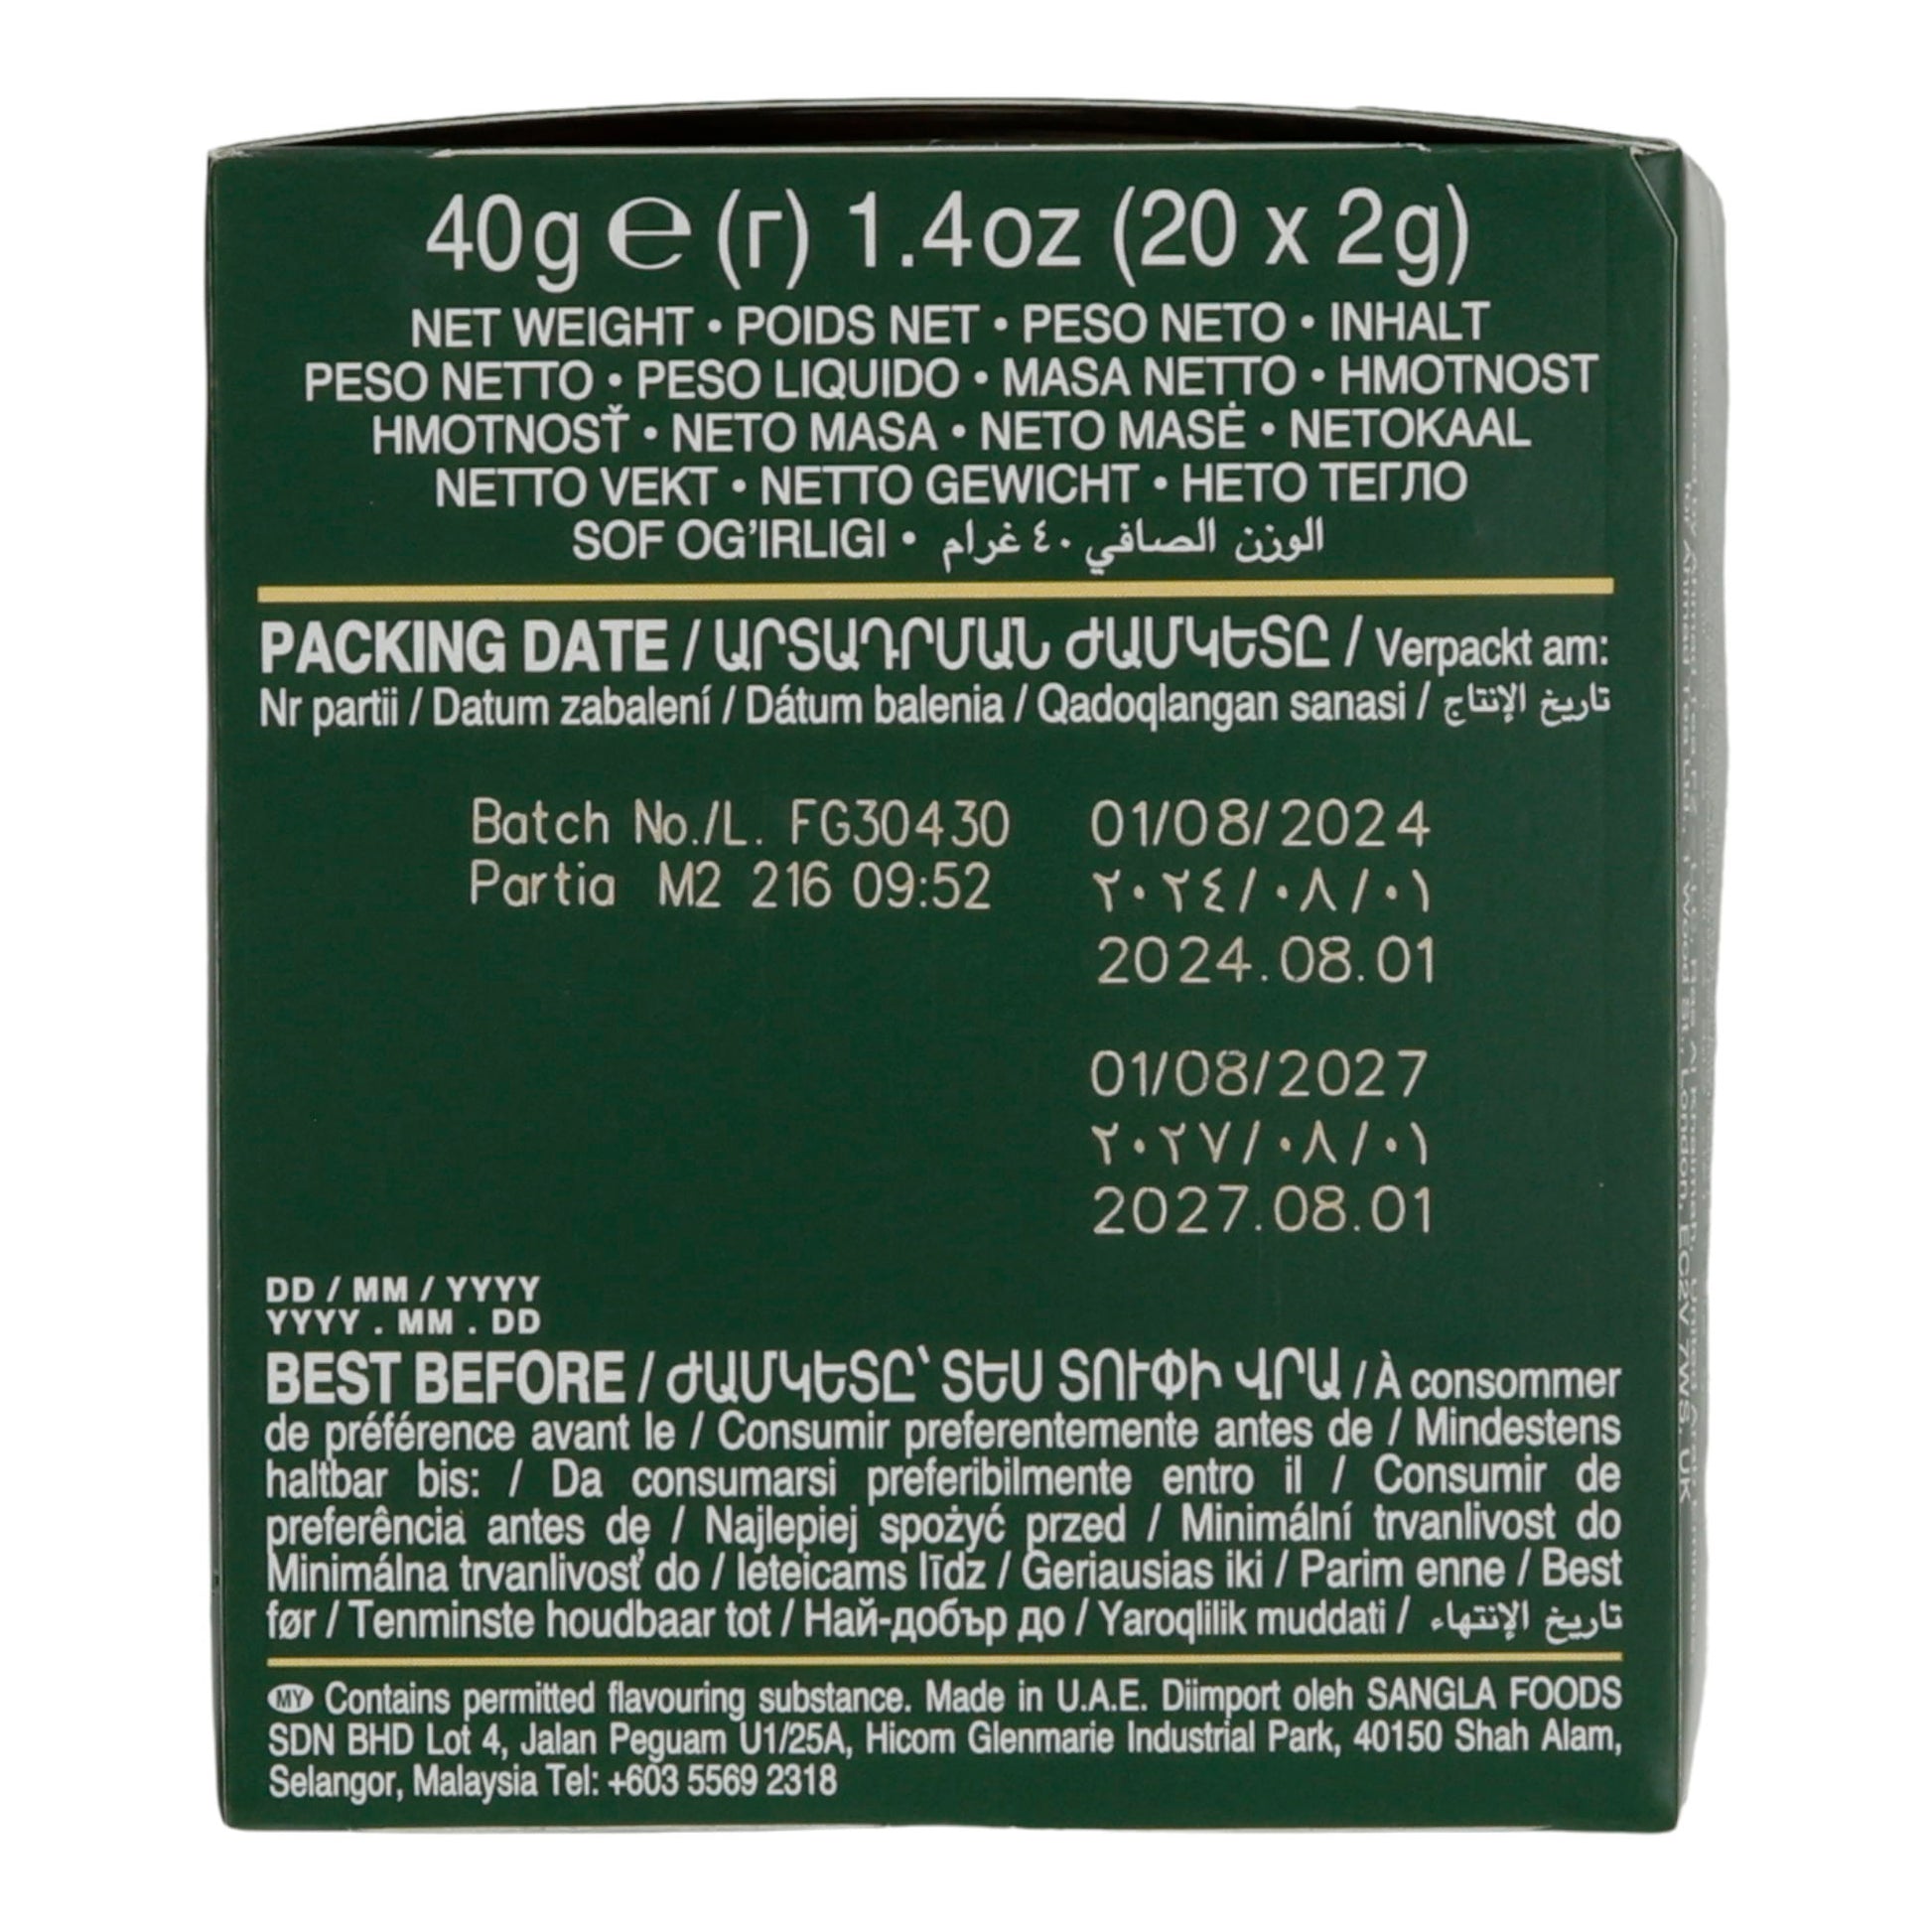 40g ℮ (г) 1.4oz (20 x 2g)
NET WEIGHT • POIDS NET • PESO NETO • INHALT
PESO NETTO • PESO LIQUIDO • MASA NETTO • HMOTNOST
HMOTNOSŤ • NETO MASA • NETO MASĖ • NETOKAAL
NETTO VEKT • NETTO GEWICHT • НЕТО ТЕГЛО
SOF OG'IRLIGI • الوزن الصافي ٤٠ غرام
PACKING DATE / ԱՐՏԱԴՐՄԱՆ ԺԱՄԿԵՏԸ / Verpackt am:
Nr partii / Datum zabalení / Dátum balenia / Qadoqlangan sanasi / تاريخ الإنتاج
Batch No./L. FG30430 01/08/2024
Partia M2 216 09:52 ٢٠٢٤/٠٨/٠١
2024.08.01
01/08/2027
٢٠٢٧/٠٨/٠١
2027.08.01
DD / MM / YYYY
YYYY . MM . DD
BEST BEFORE / ԺԱՄԿԵՏԸ՝ ՏԵՍ ՏՈՒՓԻ ՎՐԱ / À consommer
de préférence avant le / Consumir preferentemente antes de / Mindestens
haltbar bis: / Da consumarsi preferibilmente entro il / Consumir de
preferência antes de / Najlepiej spożyć przed / Minimální trvanlivost do
Minimálna trvanlivosť do / Ieteicams līdz / Geriausias iki / Parim enne / Best
før / Tenminste houdbaar tot / Най-добър до / Yaroqlilik muddati / تاريخ الإنتهاء
MY Contains permitted flavouring substance. Made in U.A.E. Diimport oleh SANGLA FOODS
SDN BHD Lot 4, Jalan Peguam U1/25A, Hicom Glenmarie Industrial Park, 40150 Shah Alam,
Selangor, Malaysia Tel: +603 5569 2318